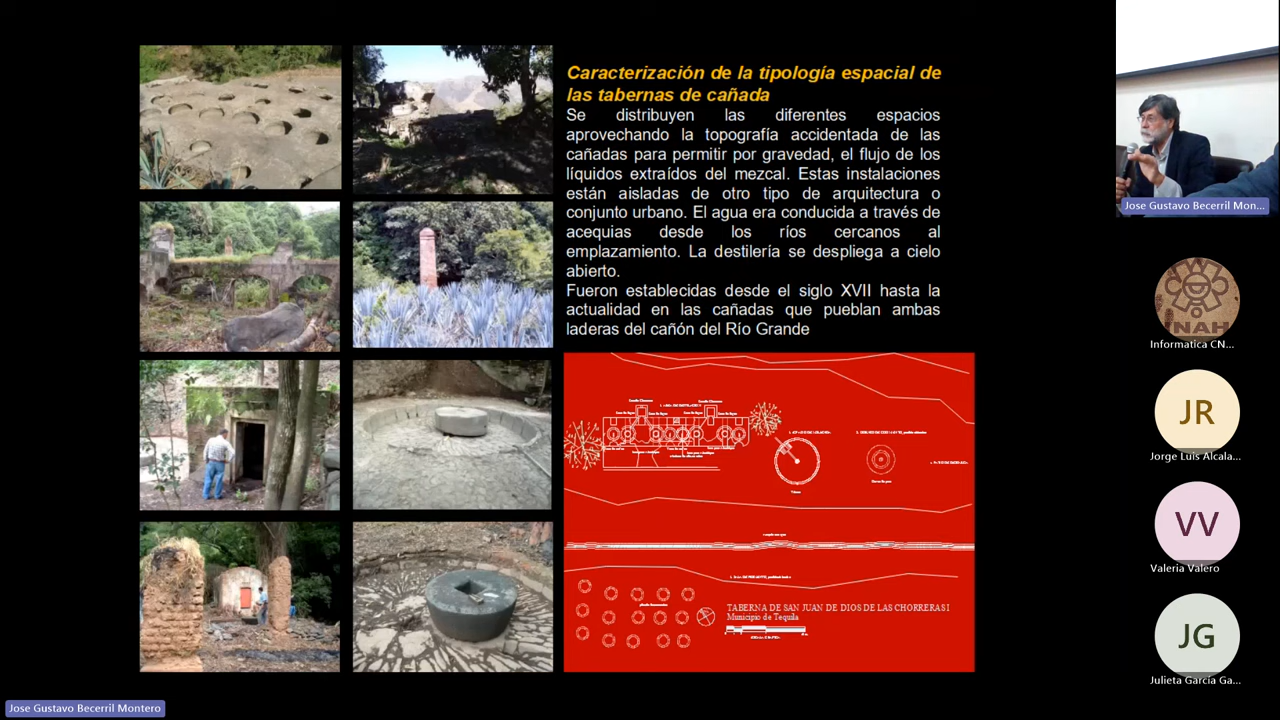 Caracterización de la tipología espacial de
las tabernas de cañada
Se distribuyen las diferentes espacios
aprovechando la topografía accidentada de las
cañadas para permitir por gravedad, el flujo de los
líquidos extraídos del mezcal. Estas instalaciones
están aisladas de otro tipo de arquitectura o
conjunto urbano. El agua era conducida a través de
acequias desde los ríos cercanos al
emplazamiento. La destilería se despliega a cielo
abierto.
Fueron establecidas desde el siglo XVII hasta la
actualidad en las cañadas que pueblan ambas
laderas del cañón del Río Grande
TABERNA DE SAN JUAN DE DIOS DE LAS CHORRERAS I
Municipio de Tequila
Jose Gustavo Becerril Mon...
INAH
Informatica CN...
JR
Jorge Luís Alcala...
VV
Valeria Valero
JG
Julieta García Ga...
Jose Gustavo Becerril Montero